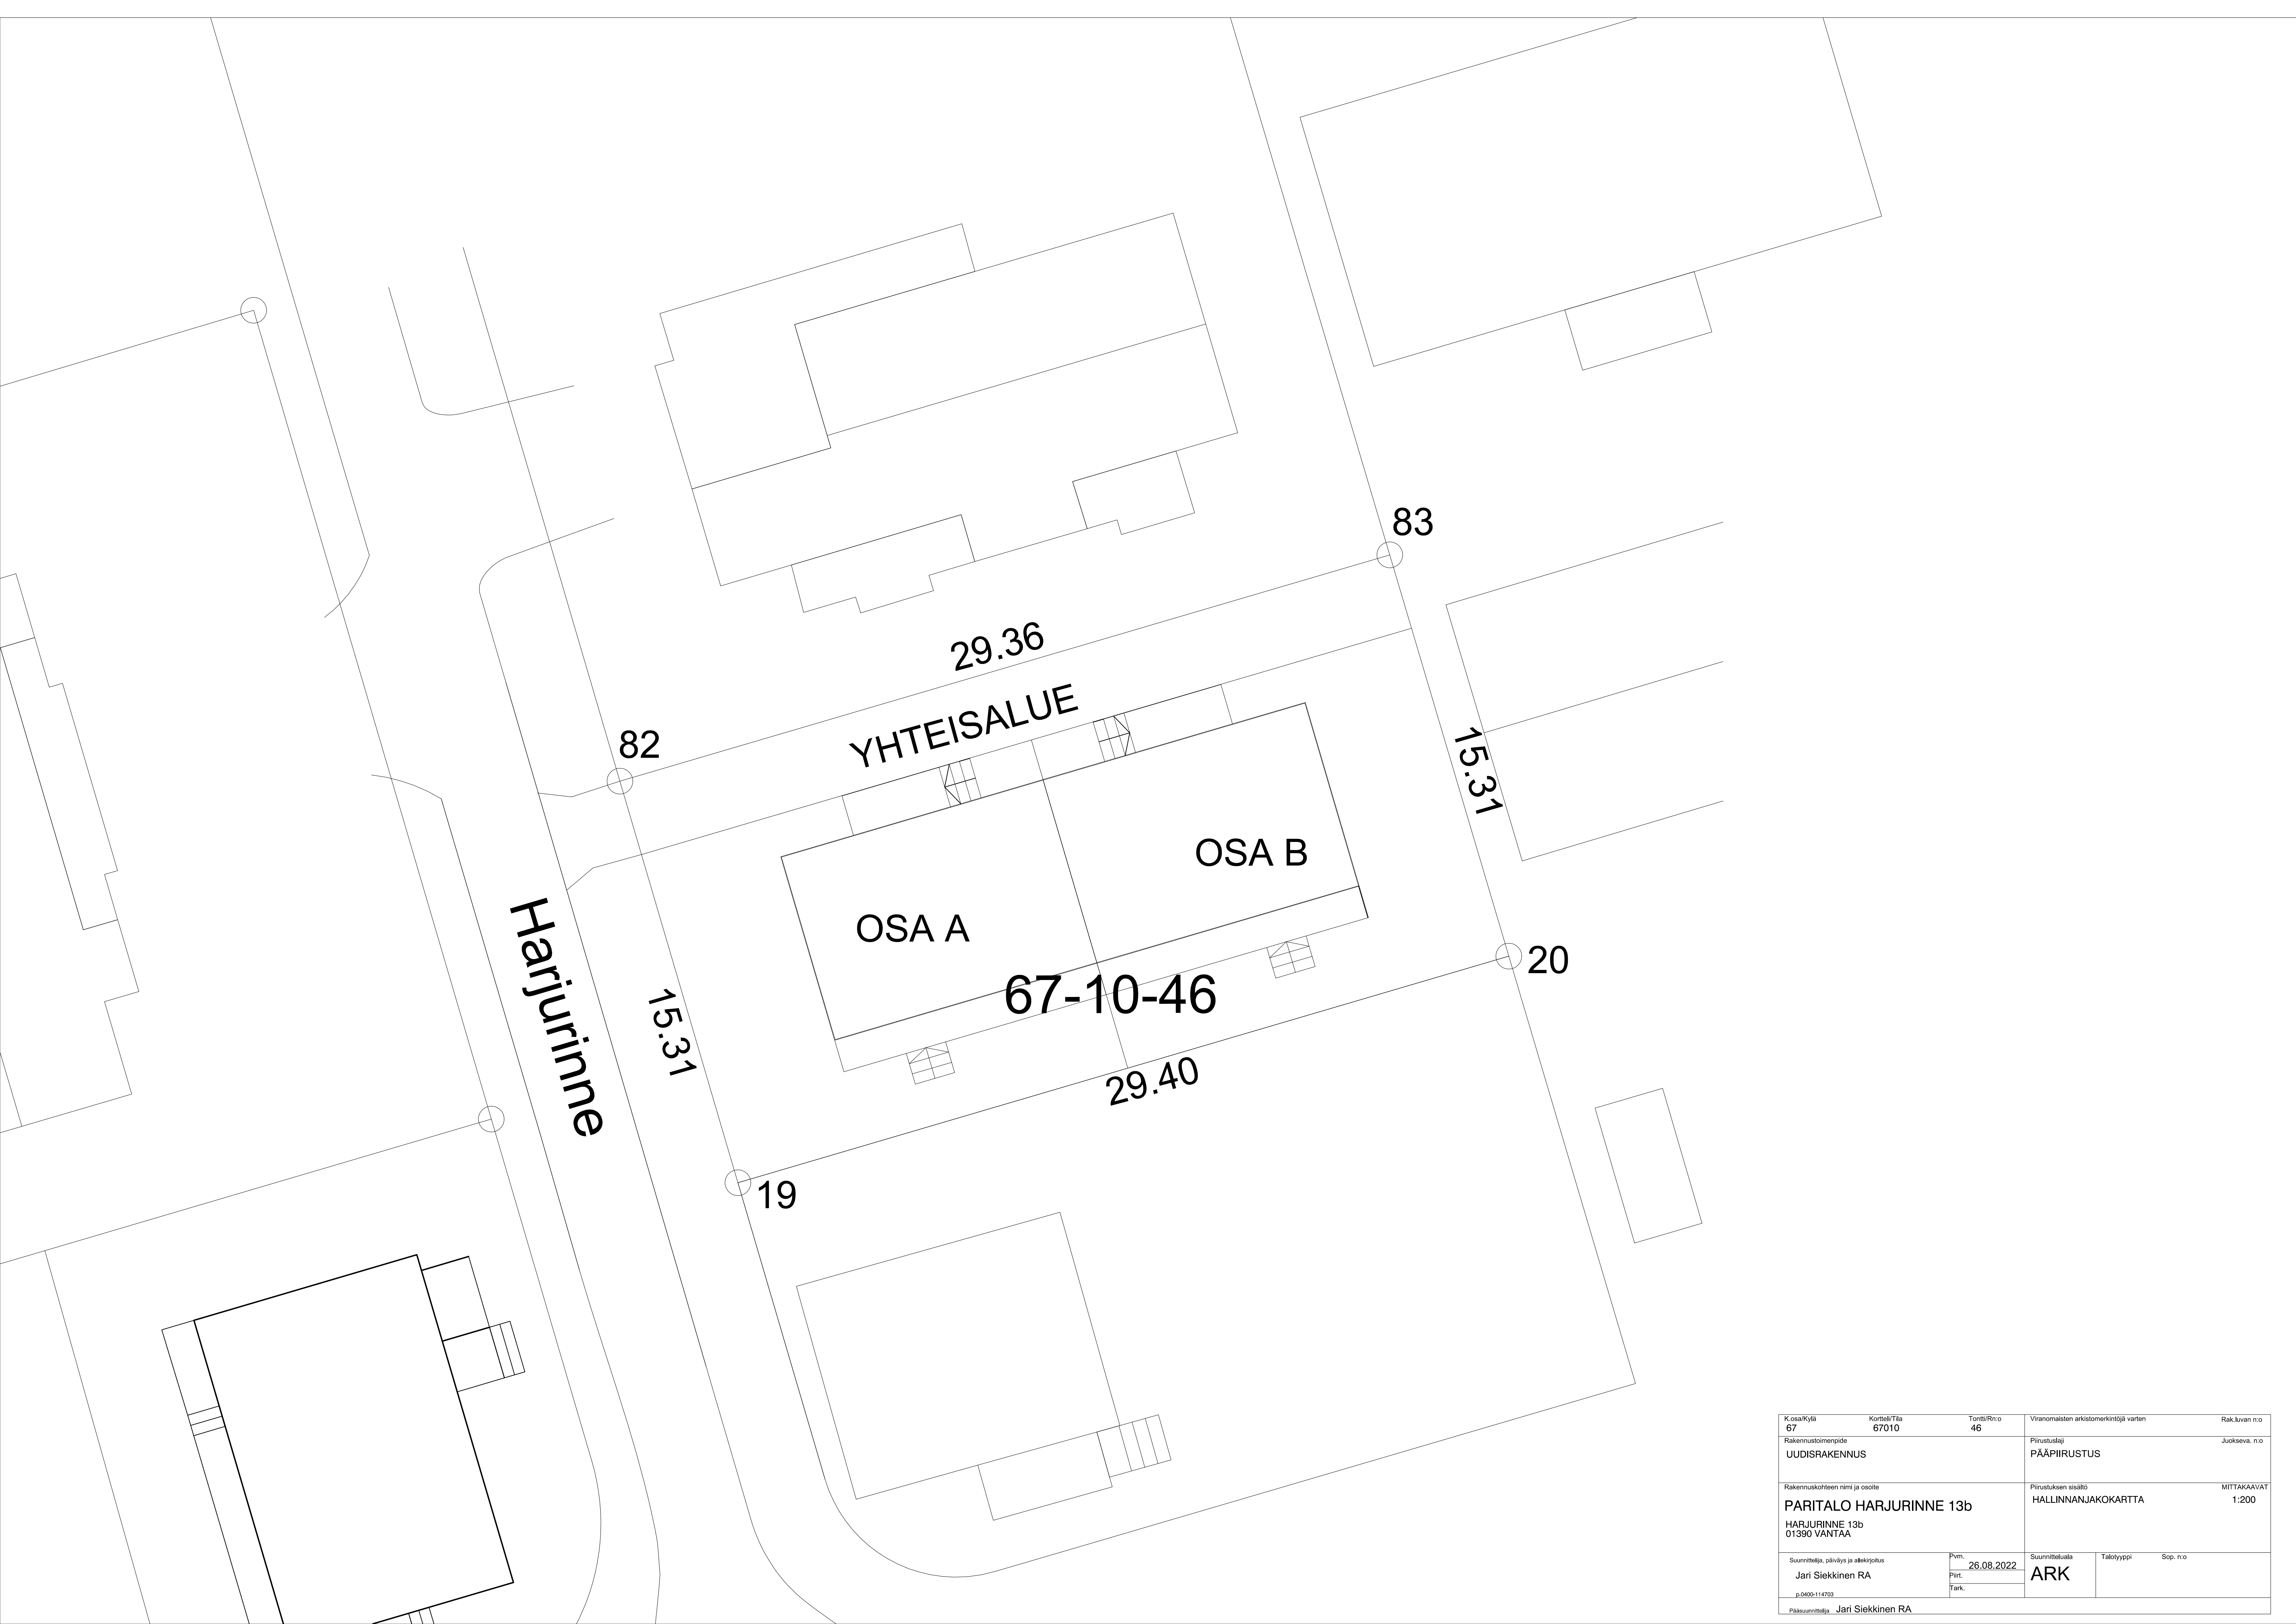 83
29.36
YHTEISALUE
82
15.31
OSA B
OSA A
Harjurinne
67-10-46
20
15.31
29.40
19
K.osa/Kylä Kortteli/Tila Tontti/Rn:o
67 67010 46
Viranomaisten arkistomerkintöjä varten Rak.luvan n:o
Rakennustoimenpide
UUDISRAKENNUS
Piirustuslaji Juokseva. n:o
PÄÄPIIRUSTUS
Rakennuskohteen nimi ja osoite
PARITALO HARJURINNE 13b
HARJURINNE 13b
01390 VANTAA
Piirustuksen sisältö MITTAKAAVAT
HALLINNANJAKOKARTTA 1:200
Suunnittelija, päiväys ja allekirjoitus
Jari Siekkinen RA
p.0400-114703
Pvm.
26.08.2022
Piirt.
Tark.
Suunnitteluala Talotyyppi Sop. n:o
ARK
Pääsuunnittelija Jari Siekkinen RA